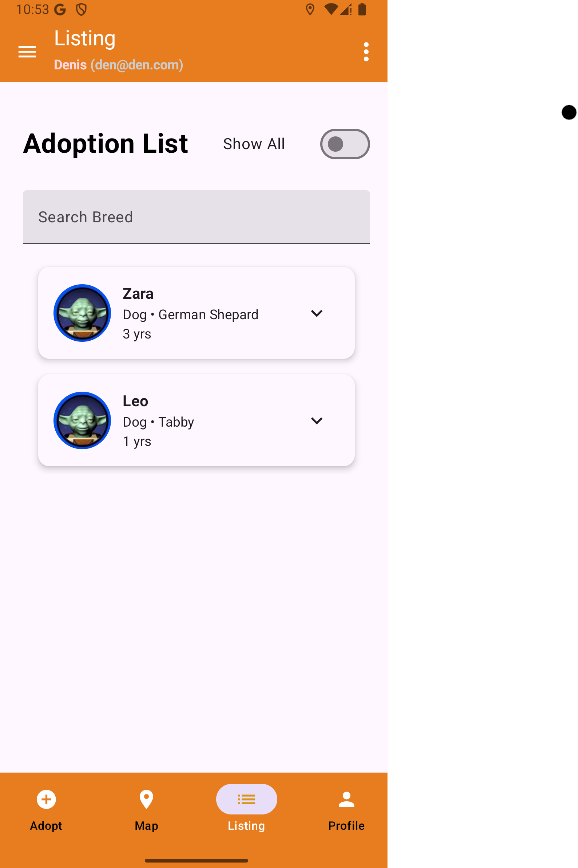 10:53
Listing
Denis (den@den.com)
Adoption List
Show All
Search Breed
Zara
Dog • German Shepard
3 yrs
Leo
Dog • Tabby
1 yrs
Adopt
Map
Listing
Profile